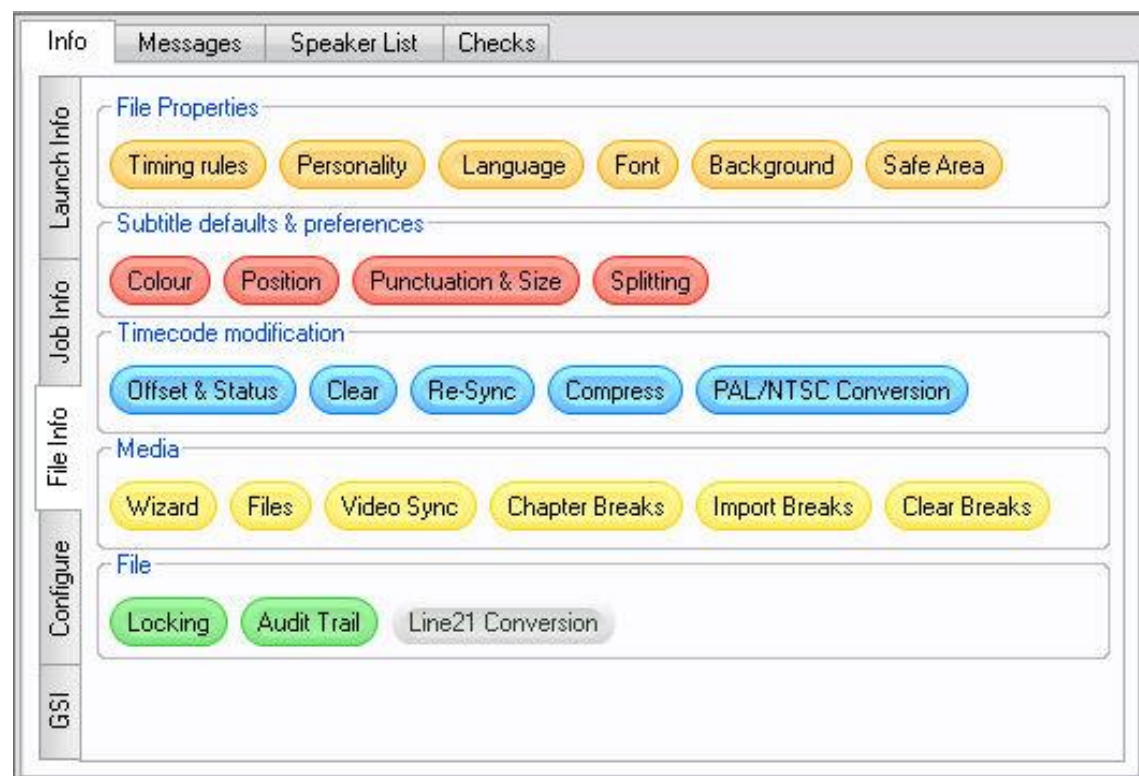 Info Messages Speaker List Checks
Launch Info
Job Info
File Info
Configure
GSI
File Properties
Timing rules Personality Language Font Background Safe Area
Subtitle defaults & preferences
Colour Position Punctuation & Size Splitting
Timecode modification
Offset & Status Clear Re-Sync Compress PAL/NTSC Conversion
Media
Wizard Files Video Sync Chapter Breaks Import Breaks Clear Breaks
File
Locking Audit Trail Line21 Conversion